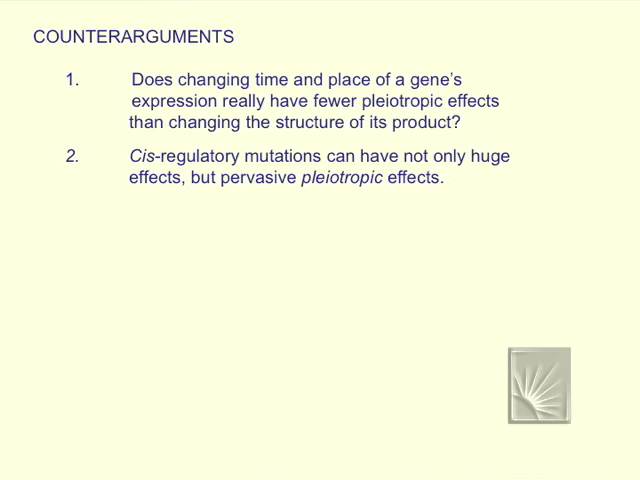 COUNTERARGUMENTS
1. Does changing time and place of a gene’s
expression really have fewer pleiotropic effects
than changing the structure of its product?
2. Cis-regulatory mutations can have not only huge
effects, but pervasive pleiotropic effects.